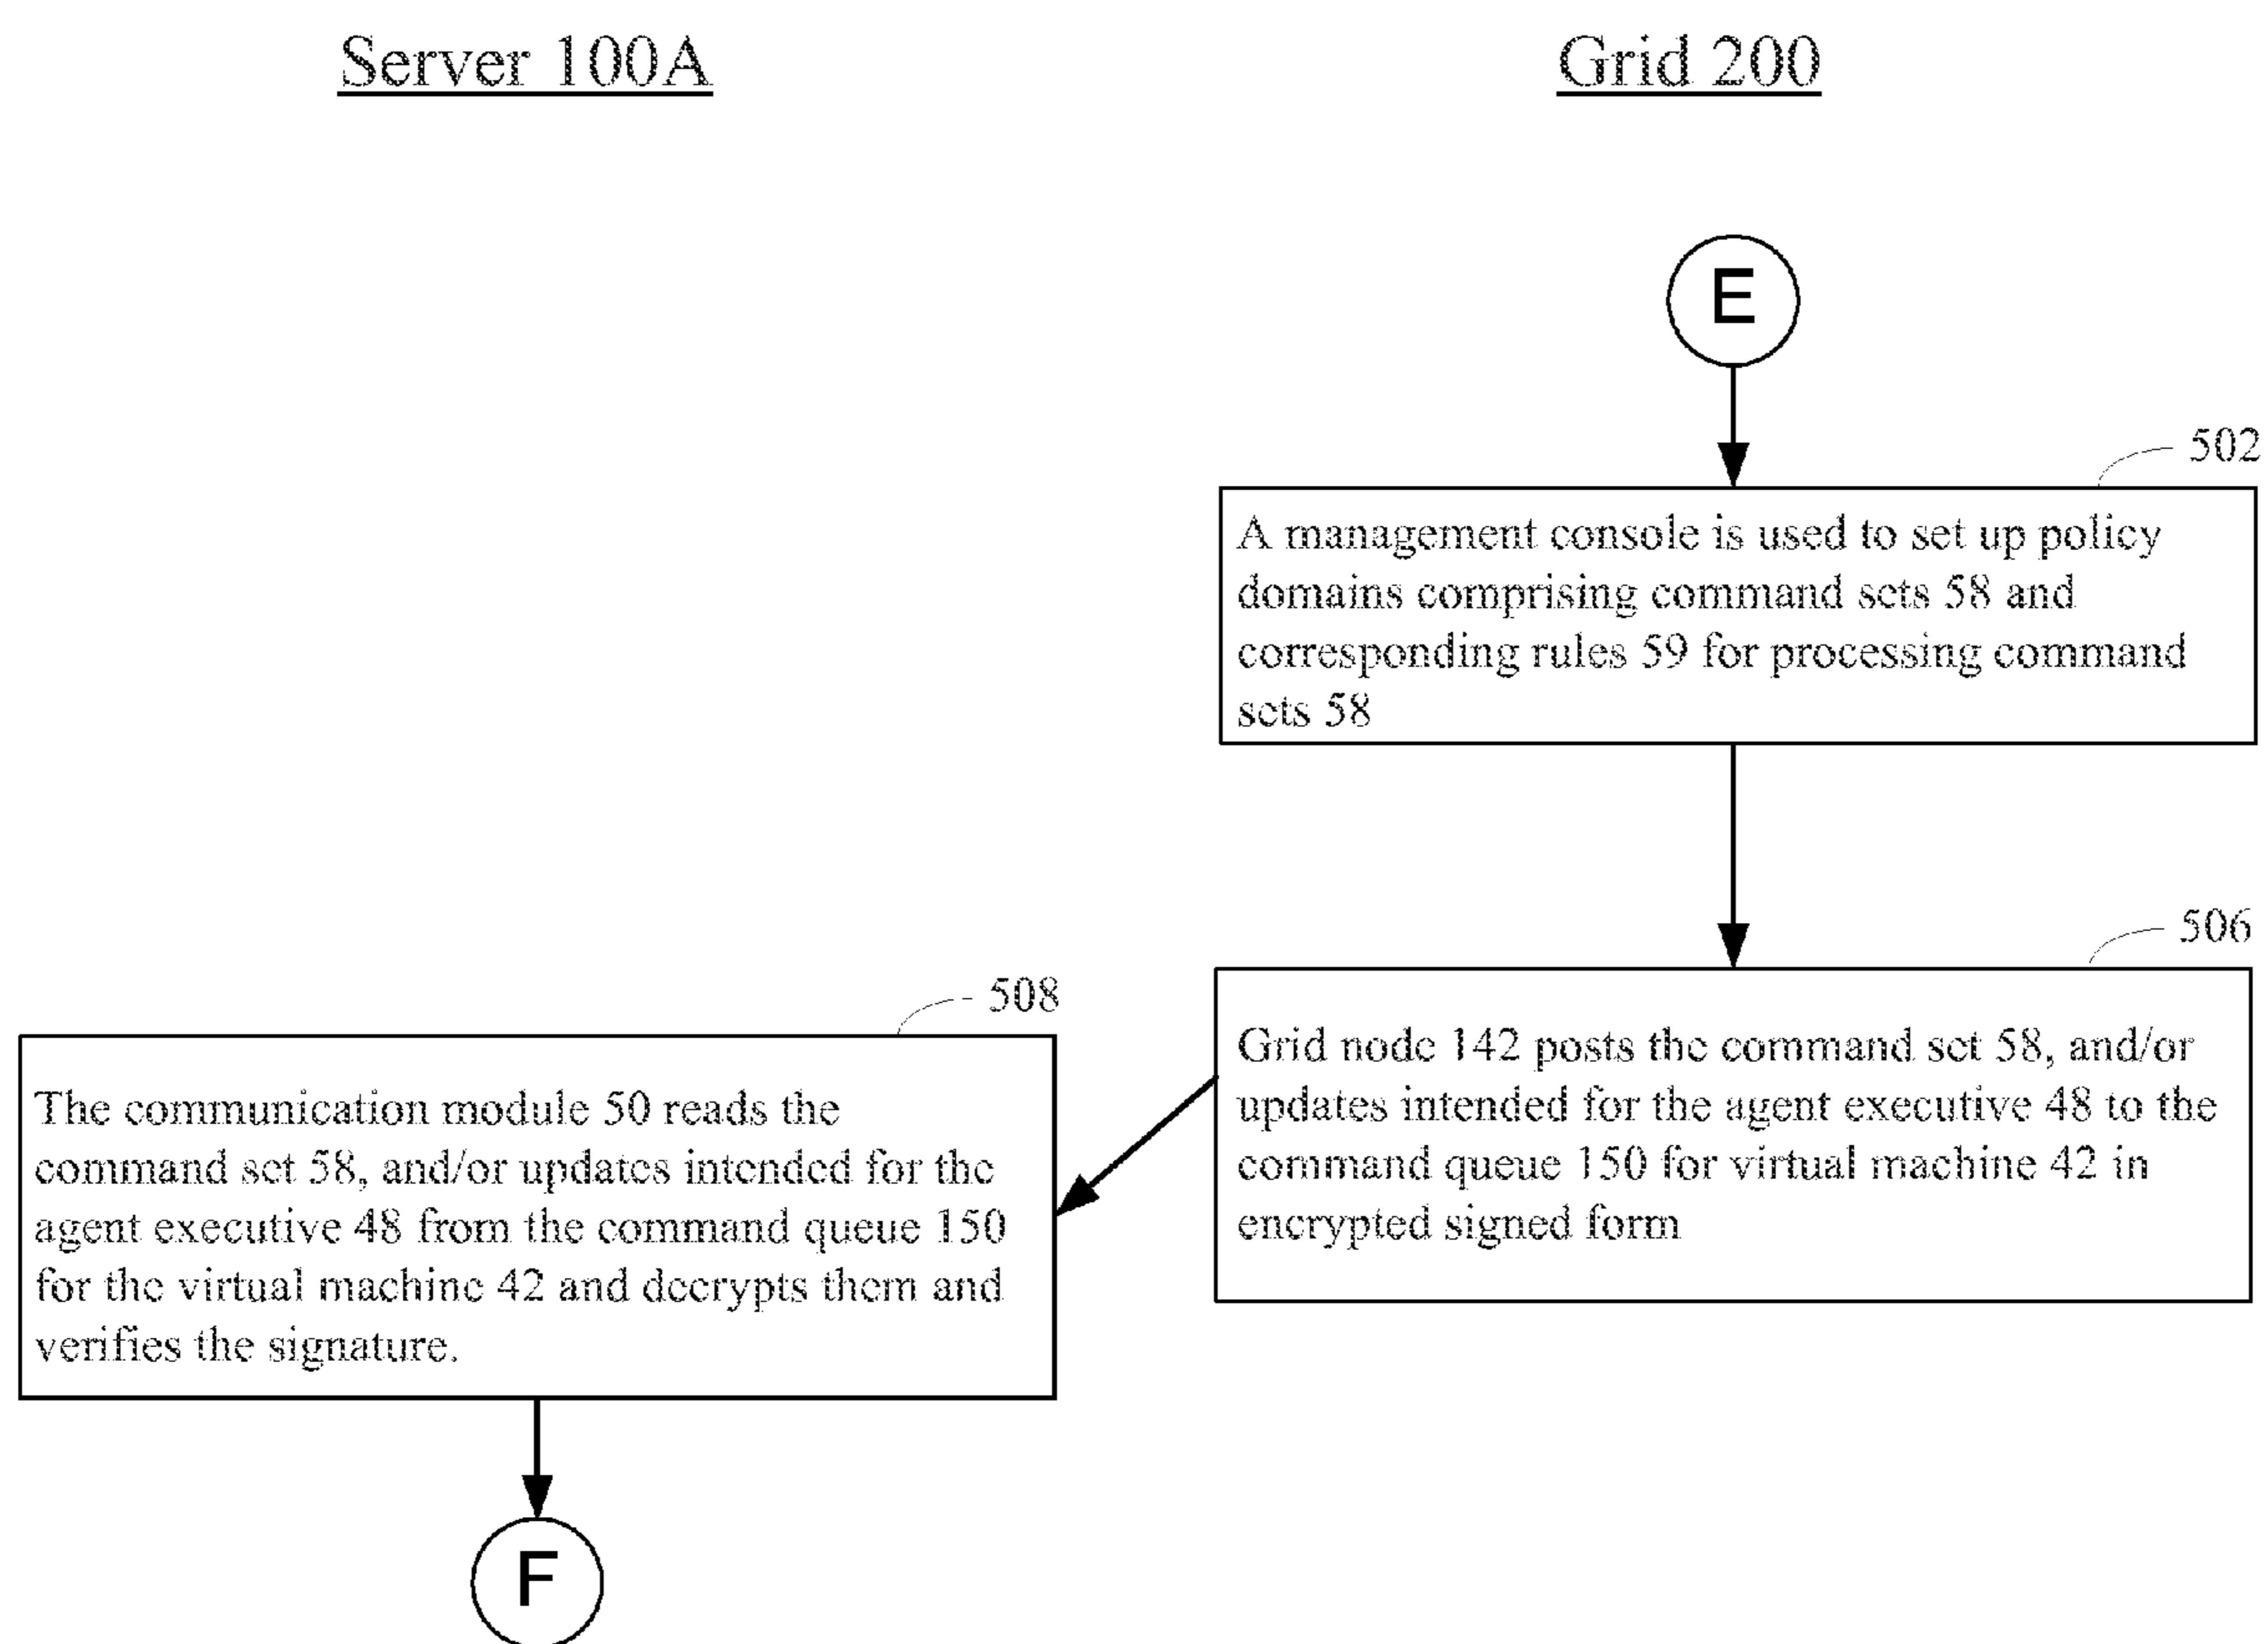 Server 100A
Grid 200
E
502
A management console is used to set up policy
domains comprising command sets 58 and
corresponding rules 59 for processing command
sets 58
506
Grid node 142 posts the command set 58, and/or
updates intended for the agent executive 48 to the
command queue 150 for virtual machine 42 in
encrypted signed form
508
The communication module 50 reads the
command set 58, and/or updates intended for the
agent executive 48 from the command queue 150
for the virtual machine 42 and decrypts them and
verifies the signature.
F